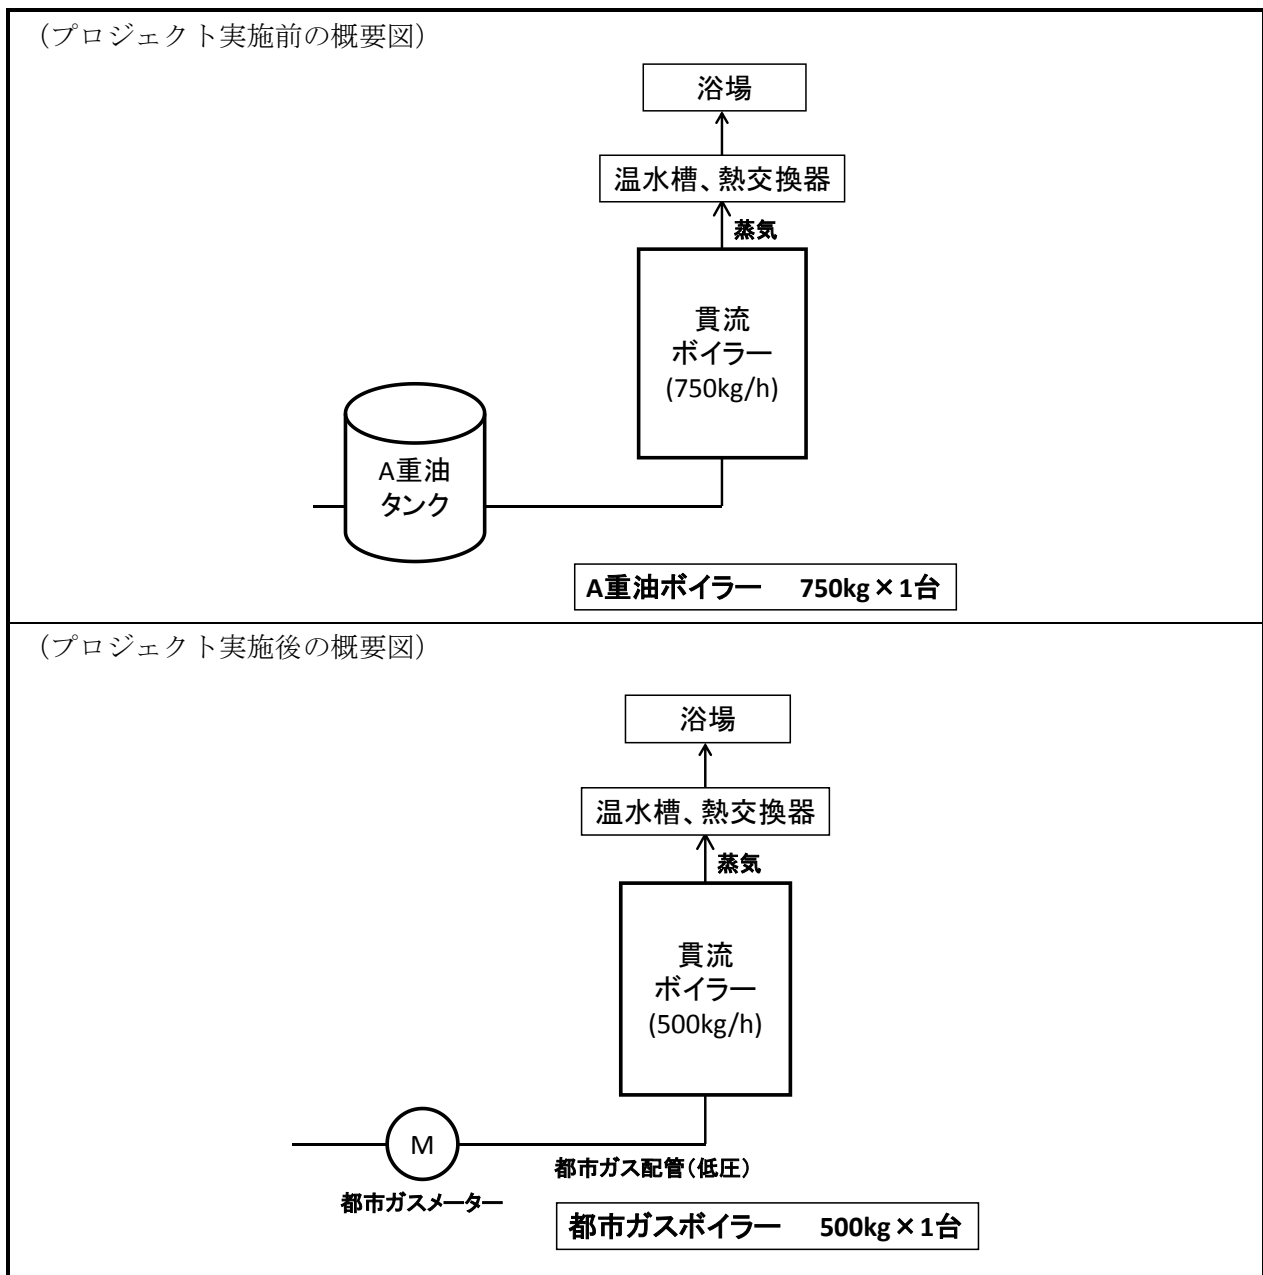 （プロジェクト実施前の概要図）
浴場
温水槽、熱交換器
蒸気
貫流
ボイラー
(750kg/h)
A重油
タンク
A重油ボイラー 750kg×1台
（プロジェクト実施後の概要図）
浴場
温水槽、熱交換器
蒸気
貫流
ボイラー
(500kg/h)
M
都市ガス配管（低圧）
都市ガスメーター
都市ガスボイラー 500kg×1台